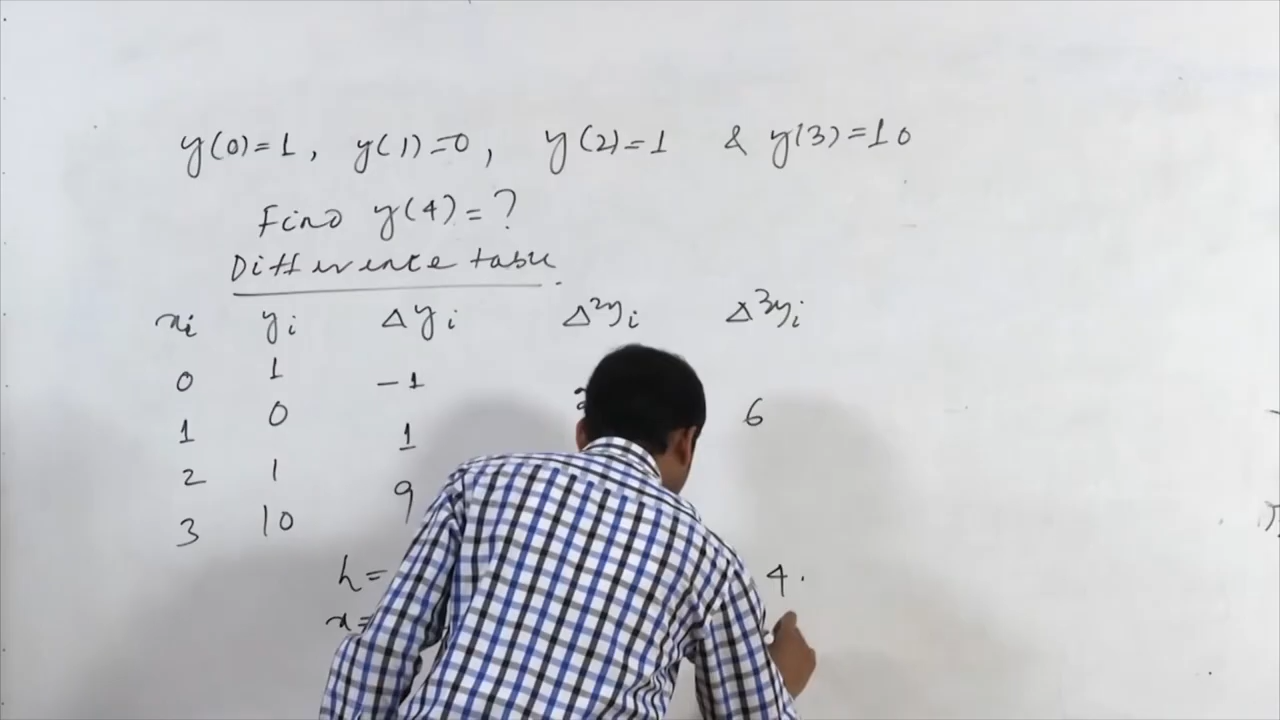 y(0)=1, y(1)=0, y(2)=1 & y(3)=10
Find y(4)=?
Difference table
xi yi Δyi Δ²yi Δ³yi
0 1 -1 2 6
1 0 1
2 1 9
3 10
h= 4.
x=